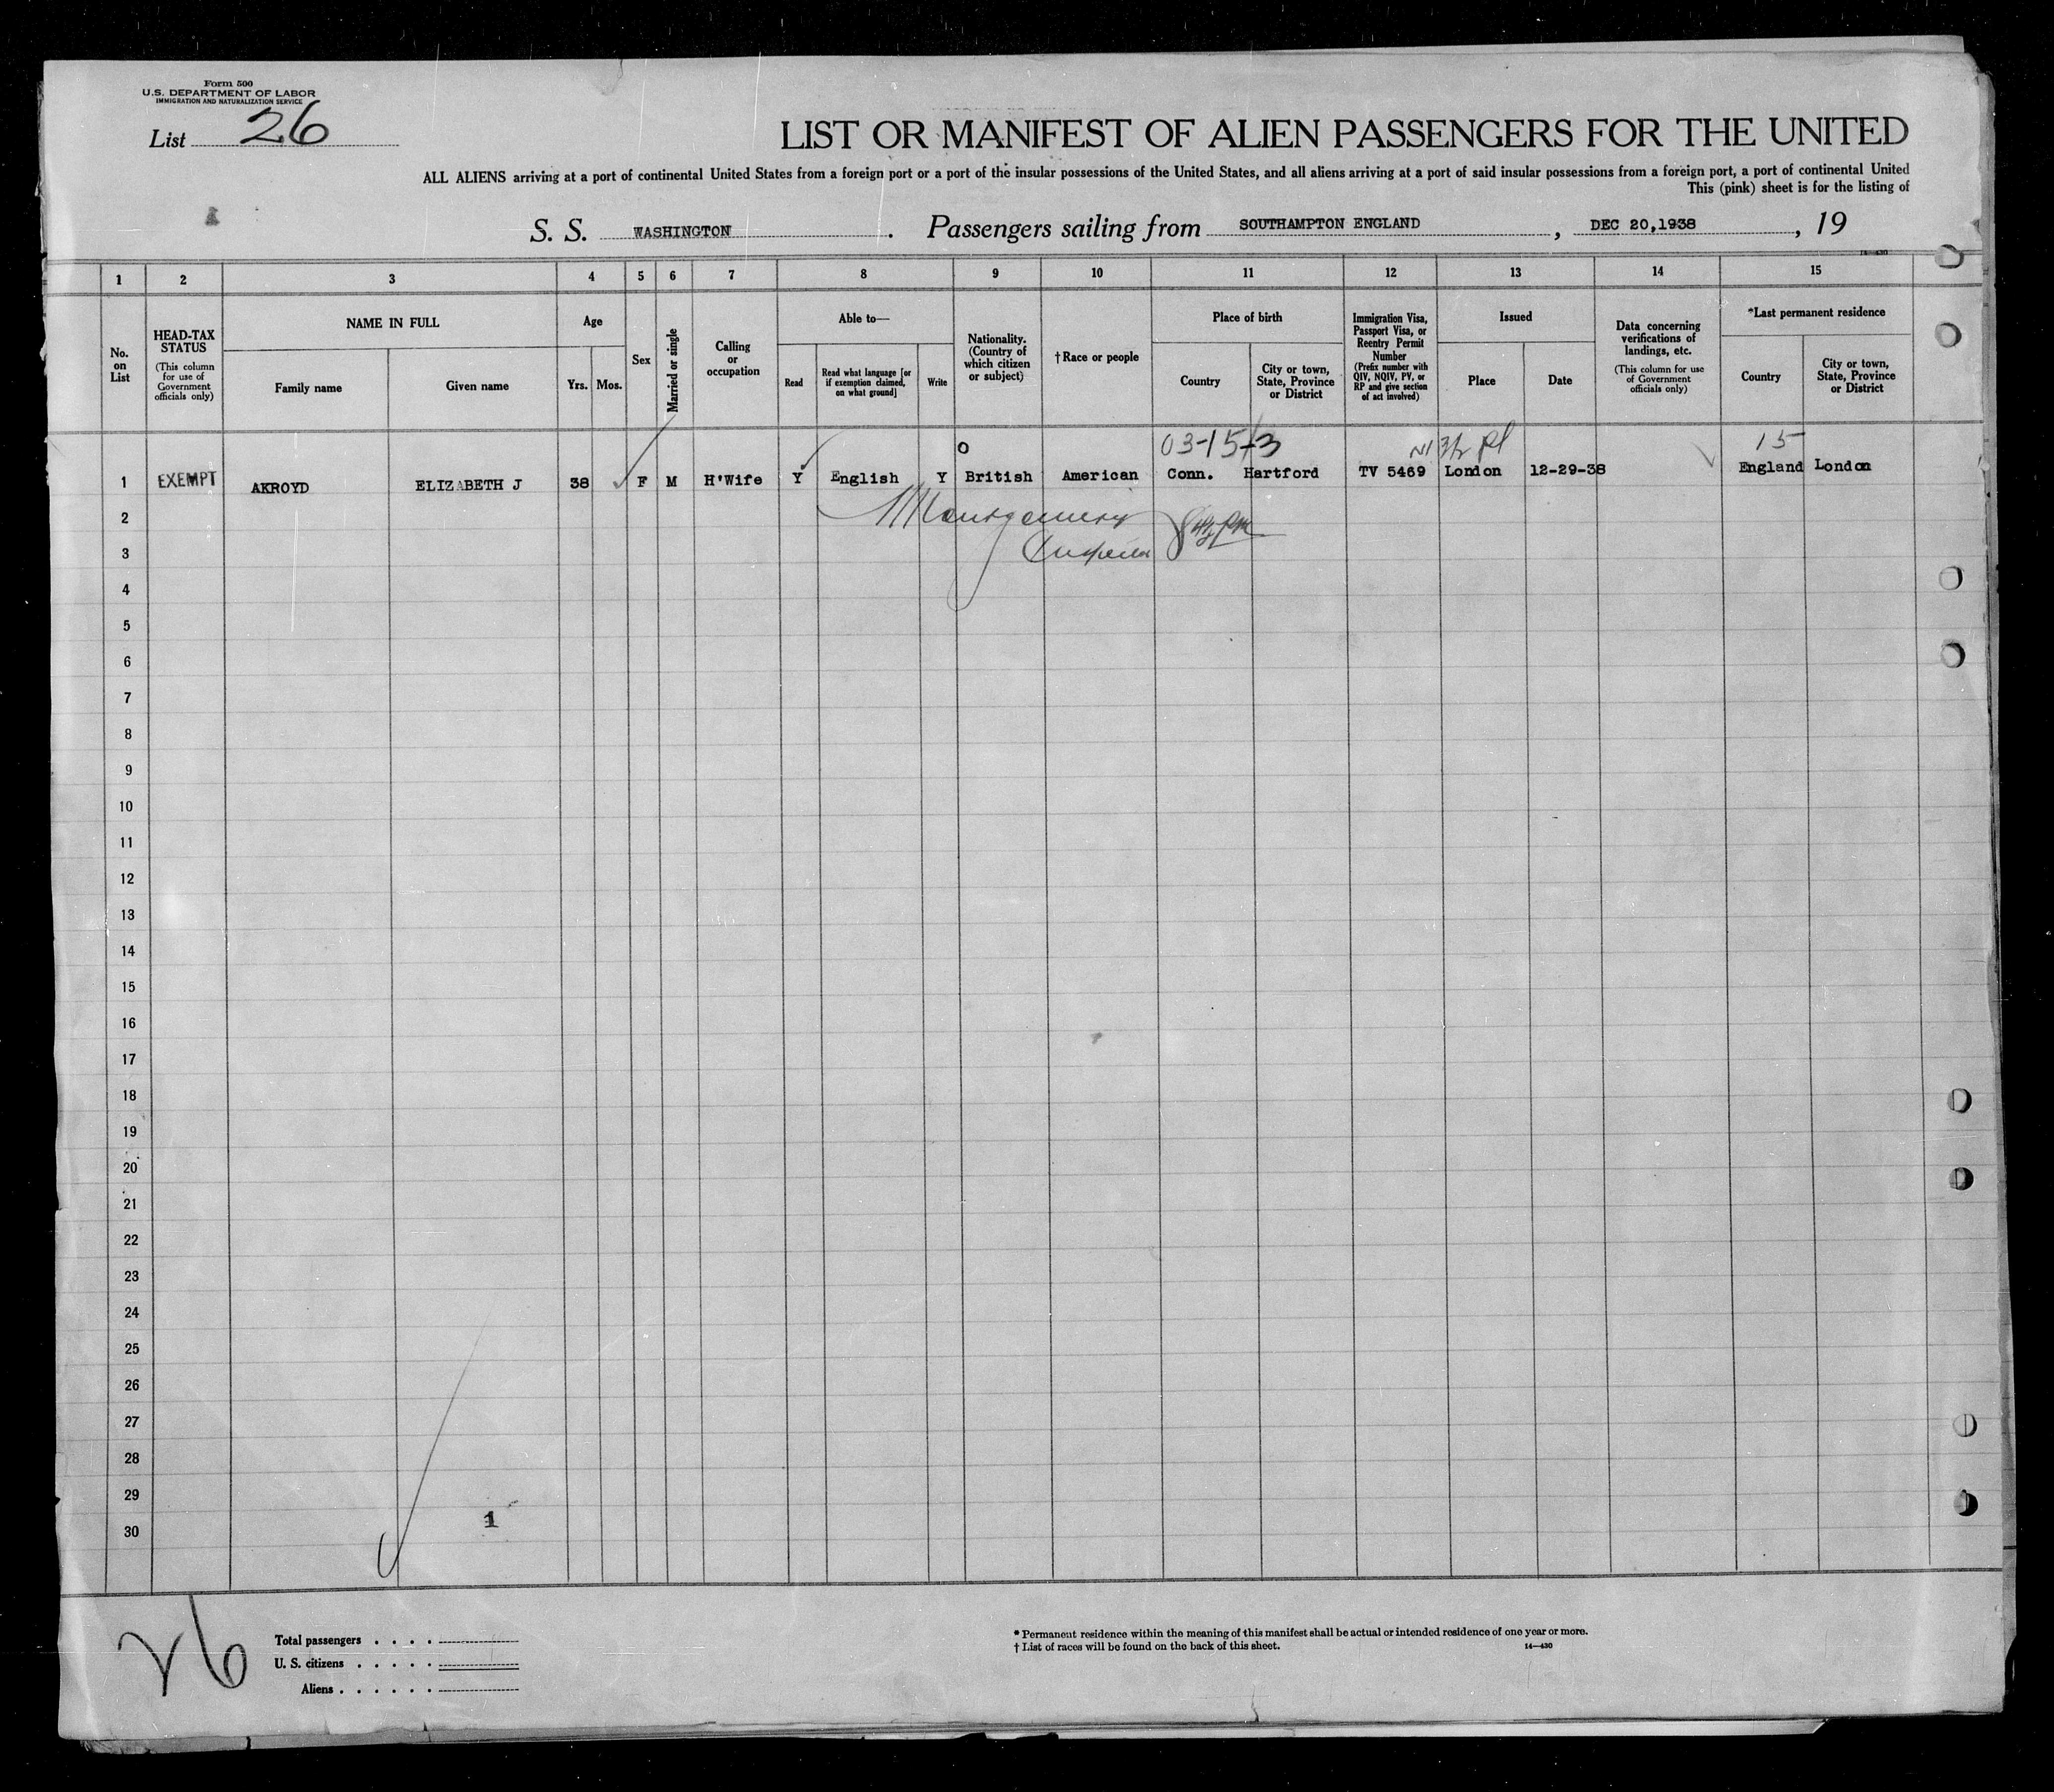 Form 500
U.S. DEPARTMENT OF LABOR
IMMIGRATION AND NATURALIZATION SERVICE
List 26
LIST OR MANIFEST OF ALIEN PASSENGERS FOR THE UNITED
ALL ALIENS arriving at a port of continental United States from a foreign port or a port of the insular possessions of the United States, and all aliens arriving at a port of said insular possessions from a foreign port, a port of continental United
This (pink) sheet is for the listing of
S. S. WASHINGTON. Passengers sailing from SOUTHAMPTON ENGLAND, DEC 20,1938, 19
14—430
1 2 3 4 5 6 7 8 9 10 11 12 13 14 15
No. on List
HEAD-TAX STATUS
(This column for use of Government officials only)
NAME IN FULL
Family name
Given name
Age
Yrs.
Mos.
Sex
Married or single
Calling or occupation
Able to—
Read
Read what language [or if exemption claimed, on what ground]
Write
Nationality. (Country of which citizen or subject)
†Race or people
Place of birth
Country
City or town, State, Province or District
Immigration Visa, Passport Visa, or Reentry Permit Number
(Prefix number with QIV, NQIV, PV, or RP and give section of act involved)
Issued
Place
Date
Data concerning verifications of landings, etc.
(This column for use of Government officials only)
*Last permanent residence
Country
City or town, State, Province or District
0 03-15-3 15
1 EXEMPT AKROYD ELIZABETH J 38 F M H'Wife Y English Y British American Conn. Hartford TV 5469 London 12-29-38 England London
2 Montgomery
3
4
5
6
7
8
9
10
11
12
13
14
15
16
17
18
19
20
21
22
23
24
25
26
27
28
29
30
1
26
Total passengers . . . .
U. S. citizens . . . . .
Aliens . . . . . .
* Permanent residence within the meaning of this manifest shall be actual or intended residence of one year or more.
† List of races will be found on the back of this sheet. 14—430